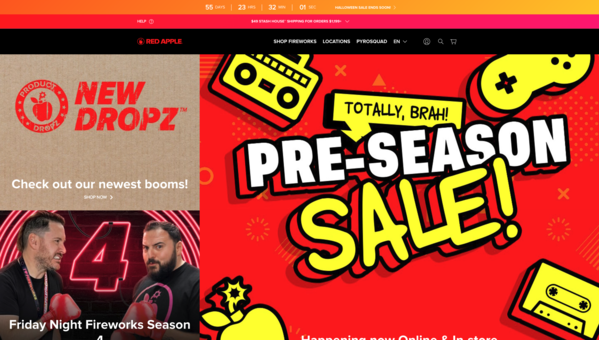 55 DAYS 23 HRS 32 MIN 01 SEC HALLOWEEN SALE ENDS SOON!
HELP
$99 STASH HOUSE SHIPPING FOR ORDERS $399+
RED APPLE
SHOP FIREWORKS LOCATIONS PYROSQUAD EN
PRODUCT
DROPZ
NEW
DROPZ™
Check out our newest booms!
SHOP NOW
4
Friday Night Fireworks Season
4
TOTALLY, BRAH!
PRE-SEASON
SALE!
Happening now Online & In-store